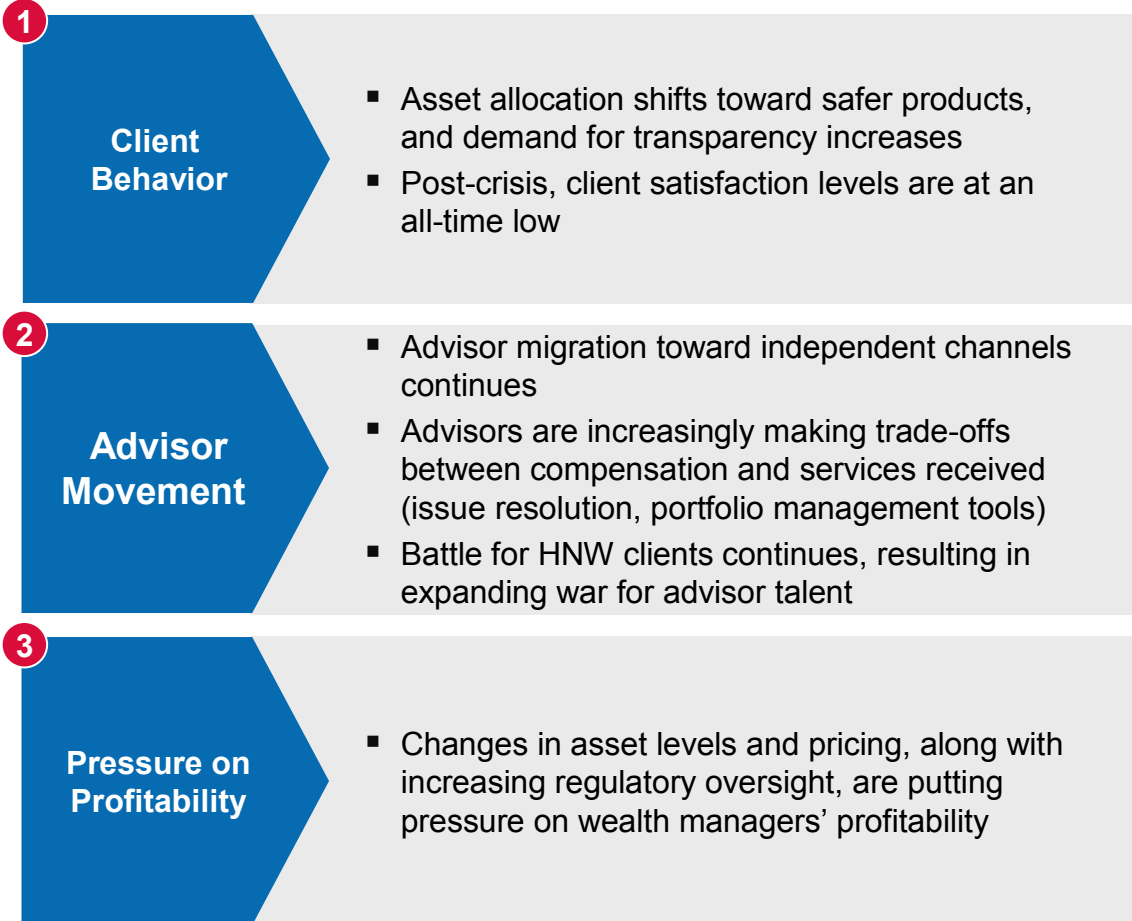 1
Client
Behavior
▪ Asset allocation shifts toward safer products,
and demand for transparency increases
▪ Post-crisis, client satisfaction levels are at an
all-time low
2
Advisor
Movement
▪ Advisor migration toward independent channels
continues
▪ Advisors are increasingly making trade-offs
between compensation and services received
(issue resolution, portfolio management tools)
▪ Battle for HNW clients continues, resulting in
expanding war for advisor talent
3
Pressure on
Profitability
▪ Changes in asset levels and pricing, along with
increasing regulatory oversight, are putting
pressure on wealth managers’ profitability